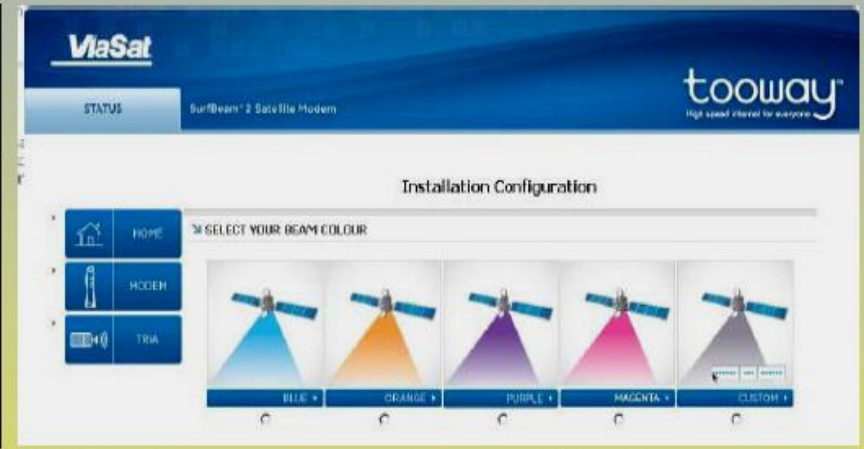 ViaSat
tooway™
High speed internet for everyone
STATUS
SurfBeam® 2 Satellite Modem
Installation Configuration
HOME
SELECT YOUR BEAM COLOUR
MODEM
TRIA
BLUE
ORANGE
PURPLE
MAGENTA
CUSTOM